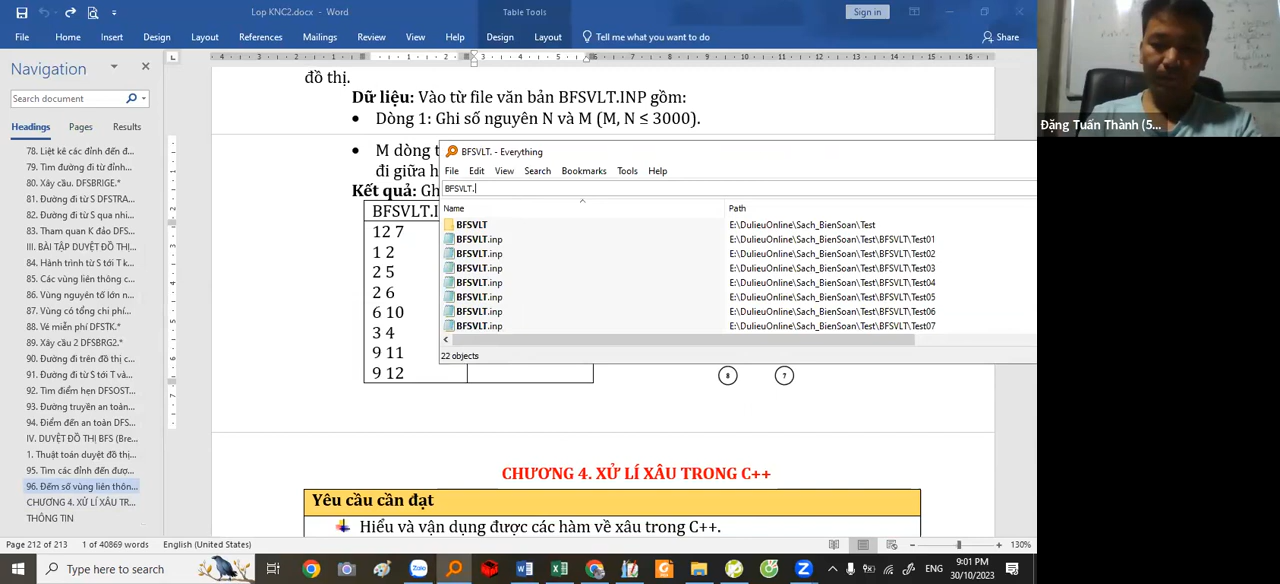 Lop KNC2.docx - Word
Table Tools
Sign in
File
Home
Insert
Design
Layout
References
Mailings
Review
View
Help
Design
Layout
Tell me what you want to do
Share
Navigation
Search document
Headings
Pages
Results
78. Liệt kê các đỉnh đến đ...
79. Tìm đường đi từ đỉnh...
80. Xây cầu. DFSBRIGE.*
81. Đường đi từ S DFSTRA...
82. Đường đi từ S qua nhi...
83. Tham quan K đảo DFS...
III. BÀI TẬP DUYỆT ĐỒ THỊ...
84. Hành trình từ S tới T k...
85. Các vùng liên thông c...
86. Vùng nguyên tố lớn n...
87. Vùng có tổng chi phí...
88. Vé miễn phí DFSTK.*
89. Xây cầu 2 DFSBRG2.*
90. Đường đi trên đồ thị c...
91. Đường đi từ S tới T và...
92. Tìm điểm hẹn DFSOST...
93. Đường truyền an toàn...
94. Điểm đến an toàn DFS...
IV. DUYỆT ĐỒ THỊ BFS (Bre...
1. Thuật toán duyệt đồ thị...
95. Tìm các đỉnh đến đượ...
96. Đếm số vùng liên thôn...
CHƯƠNG 4. XỬ LÍ XÂU TR...
THÔNG TIN
đồ thị.
Dữ liệu: Vào từ file văn bản BFSVLT.INP gồm:
• Dòng 1: Ghi số nguyên N và M (M, N ≤ 3000).
• M dòng t
đi giữa h
Kết quả: Gh
BFSVLT.I
12 7
1 2
2 5
2 6
6 10
3 4
9 11
9 12
8
7
BFSVLT. - Everything
File Edit View Search Bookmarks Tools Help
BFSVLT.
Name Path
BFSVLT E:\DulieuOnline\Sach_BienSoan\Test
BFSVLT.inp E:\DulieuOnline\Sach_BienSoan\Test\BFSVLT\Test01
BFSVLT.inp E:\DulieuOnline\Sach_BienSoan\Test\BFSVLT\Test02
BFSVLT.inp E:\DulieuOnline\Sach_BienSoan\Test\BFSVLT\Test03
BFSVLT.inp E:\DulieuOnline\Sach_BienSoan\Test\BFSVLT\Test04
BFSVLT.inp E:\DulieuOnline\Sach_BienSoan\Test\BFSVLT\Test05
BFSVLT.inp E:\DulieuOnline\Sach_BienSoan\Test\BFSVLT\Test06
BFSVLT.inp E:\DulieuOnline\Sach_BienSoan\Test\BFSVLT\Test07
22 objects
CHƯƠNG 4. XỬ LÍ XÂU TRONG C++
Yêu cầu cần đạt
Hiểu và vận dụng được các hàm về xâu trong C++.
Đặng Tuấn Thành (5...
Page 212 of 213
1 of 40869 words
English (United States)
130%
Type here to search
ENG
9:01 PM
30/10/2023